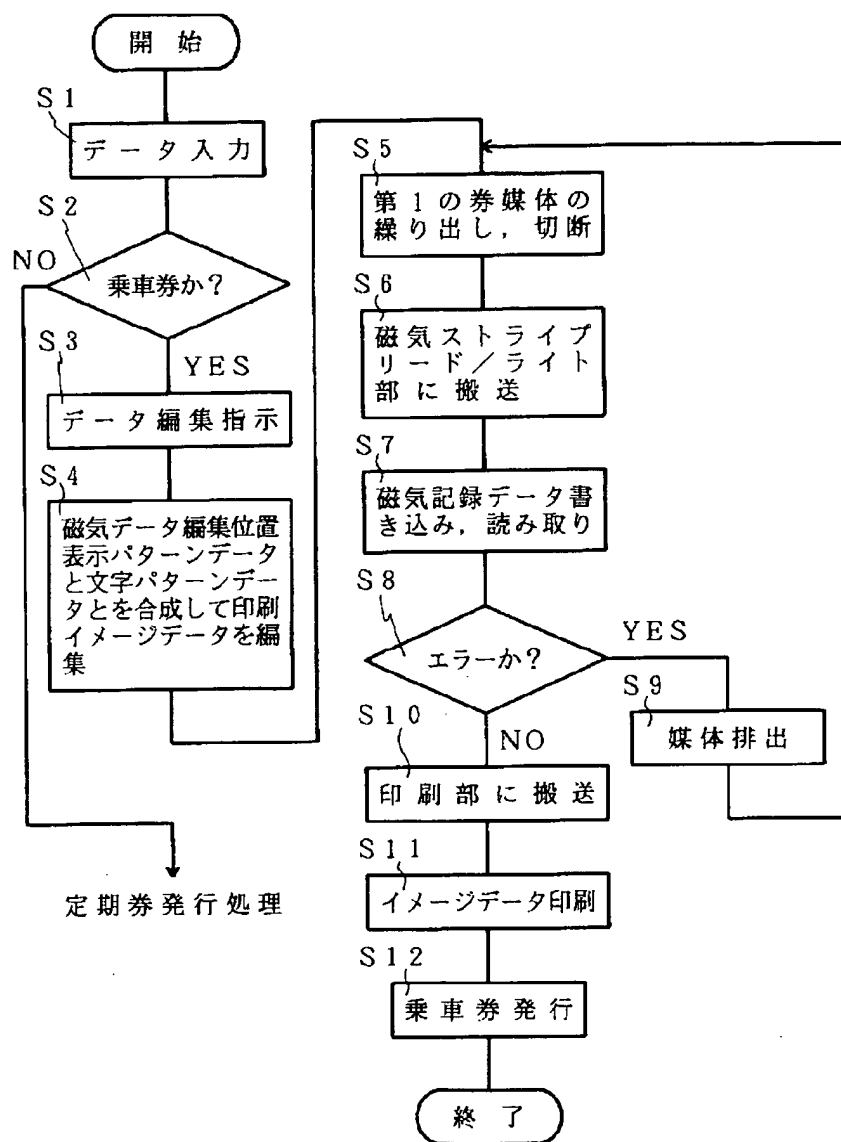 開始
S1
データ入力
S2
NO
乗車券か?
YES
S3
データ編集指示
S4
磁気データ編集位置
表示パターンデータ
と文字パターンデー
タとを合成して印刷
イメージデータを編
集
定期券発行処理
S5
第1の券媒体の
繰り出し,切断
S6
磁気ストライプ
リード/ライト
部に搬送
S7
磁気記録データ書
き込み,読み取り
S8
エラーか?
YES
S9
媒体排出
NO
S10
印刷部に搬送
S11
イメージデータ印刷
S12
乗車券発行
終了